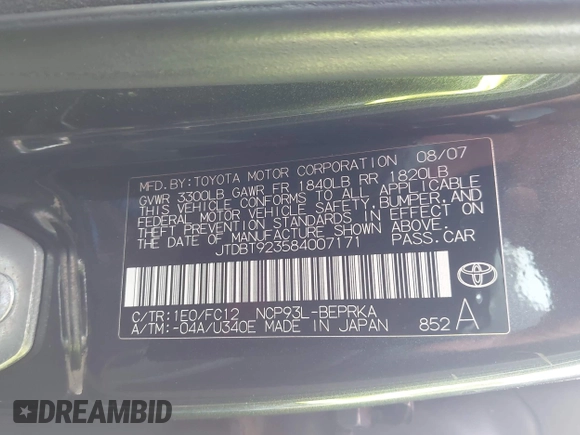 MFD. BY: TOYOTA MOTOR CORPORATION 08/07
GVWR 3300LB GAWR FR 1840LB RR 1820LB
THIS VEHICLE CONFORMS TO ALL APPLICABLE
FEDERAL MOTOR VEHICLE SAFETY, BUMPER, AND
THEFT PREVENTION STANDARDS IN EFFECT ON
THE DATE OF MANUFACTURE SHOWN ABOVE.
JTDBT923584007171 PASS. CAR
C/TR: 1E0/FC12 NCP93L-BEPRKA
A/TM: -04A/U340E MADE IN JAPAN 852 A
DREAMBID